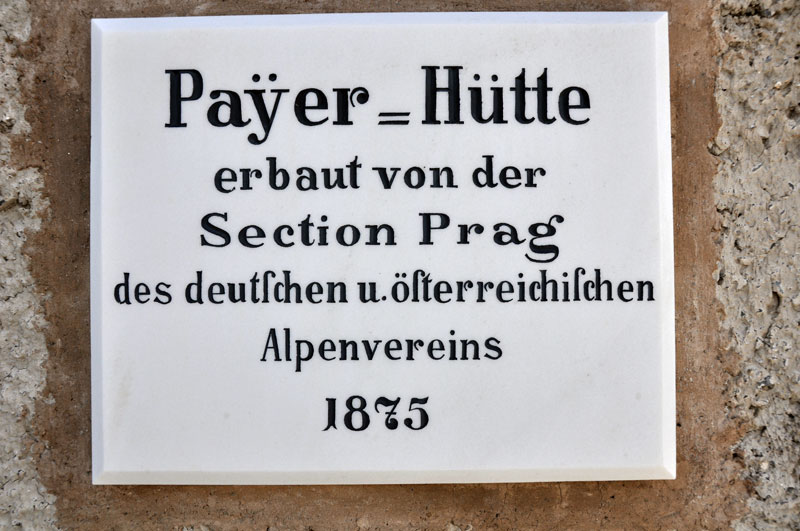 Paÿer = Hütte
erbaut von der
Section Prag
des deutſchen u. öſterreichiſchen
Alpenvereins
1875